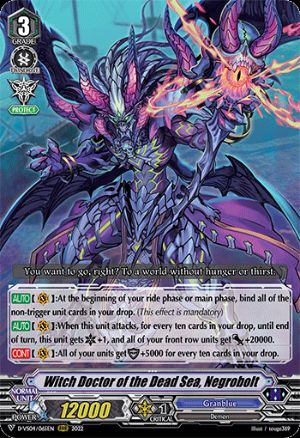 3
GRADE
PROTECT
You want to go, right? To a world without hunger or thirst.
AUTO 1:At the beginning of your ride phase or main phase, bind all of the
non-trigger unit cards in your drop. (This effect is mandatory)
AUTO 1:When this unit attacks, for every ten cards in your drop, until end
of turn, this unit gets +1, and all of your front row units get +20000.
CONT 1:All of your units get +5000 for every ten cards in your drop.
Witch Doctor of the Dead Sea, Negrobolt
NORMAL
UNIT
POWER
12000
1
CRITICAL
Granblue
Demon
D-VS04/061EN
2022
Illust / touge369